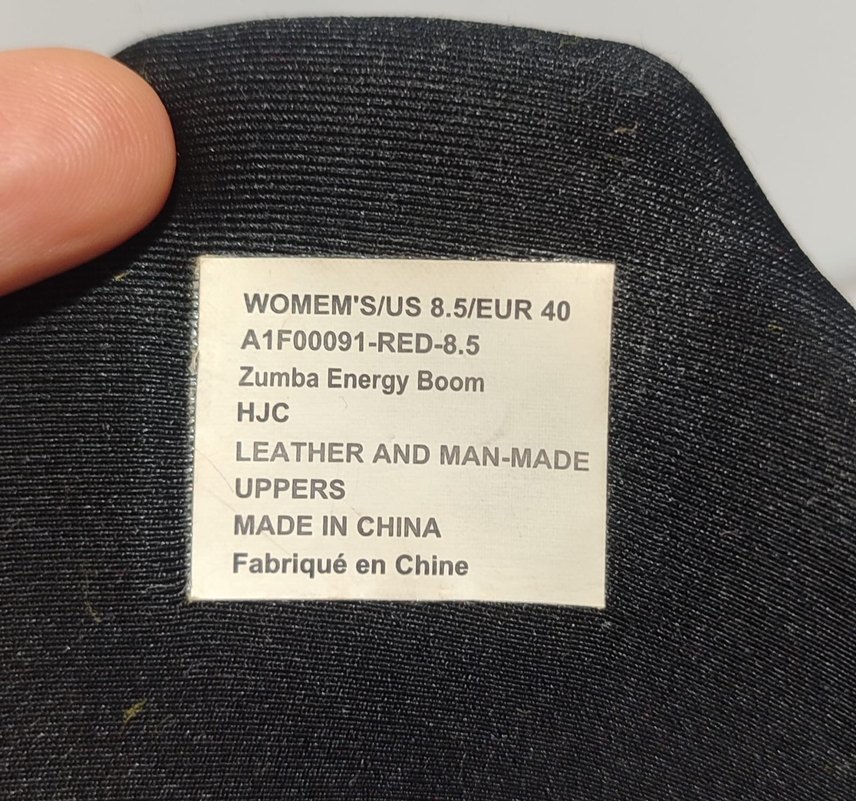 WOMEM'S/US 8.5/EUR 40
A1F00091-RED-8.5
Zumba Energy Boom
HJC
LEATHER AND MAN-MADE
UPPERS
MADE IN CHINA
Fabriqué en Chine